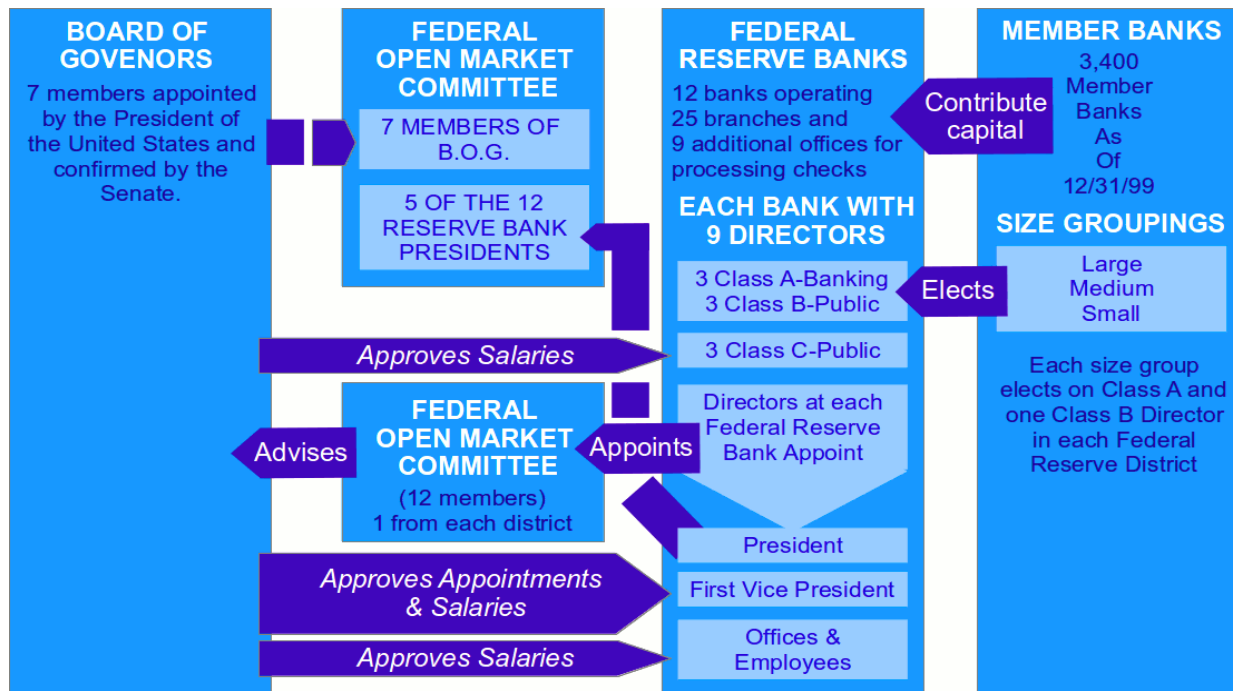 BOARD OF
GOVENORS
7 members appointed
by the President of
the United States and
confirmed by the
Senate.
FEDERAL
OPEN MARKET
COMMITTEE
7 MEMBERS OF
B.O.G.
5 OF THE 12
RESERVE BANK
PRESIDENTS
Approves Salaries
FEDERAL
OPEN MARKET
COMMITTEE
(12 members)
1 from each district
Advises
Appoints
Approves Appointments
& Salaries
Approves Salaries
FEDERAL
RESERVE BANKS
12 banks operating
25 branches and
9 additional offices for
processing checks
EACH BANK WITH
9 DIRECTORS
3 Class A-Banking
3 Class B-Public
3 Class C-Public
Directors at each
Federal Reserve
Bank Appoint
President
First Vice President
Offices &
Employees
Contribute
capital
Elects
MEMBER BANKS
3,400
Member
Banks
As
Of
12/31/99
SIZE GROUPINGS
Large
Medium
Small
Each size group
elects on Class A and
one Class B Director
in each Federal
Reserve District